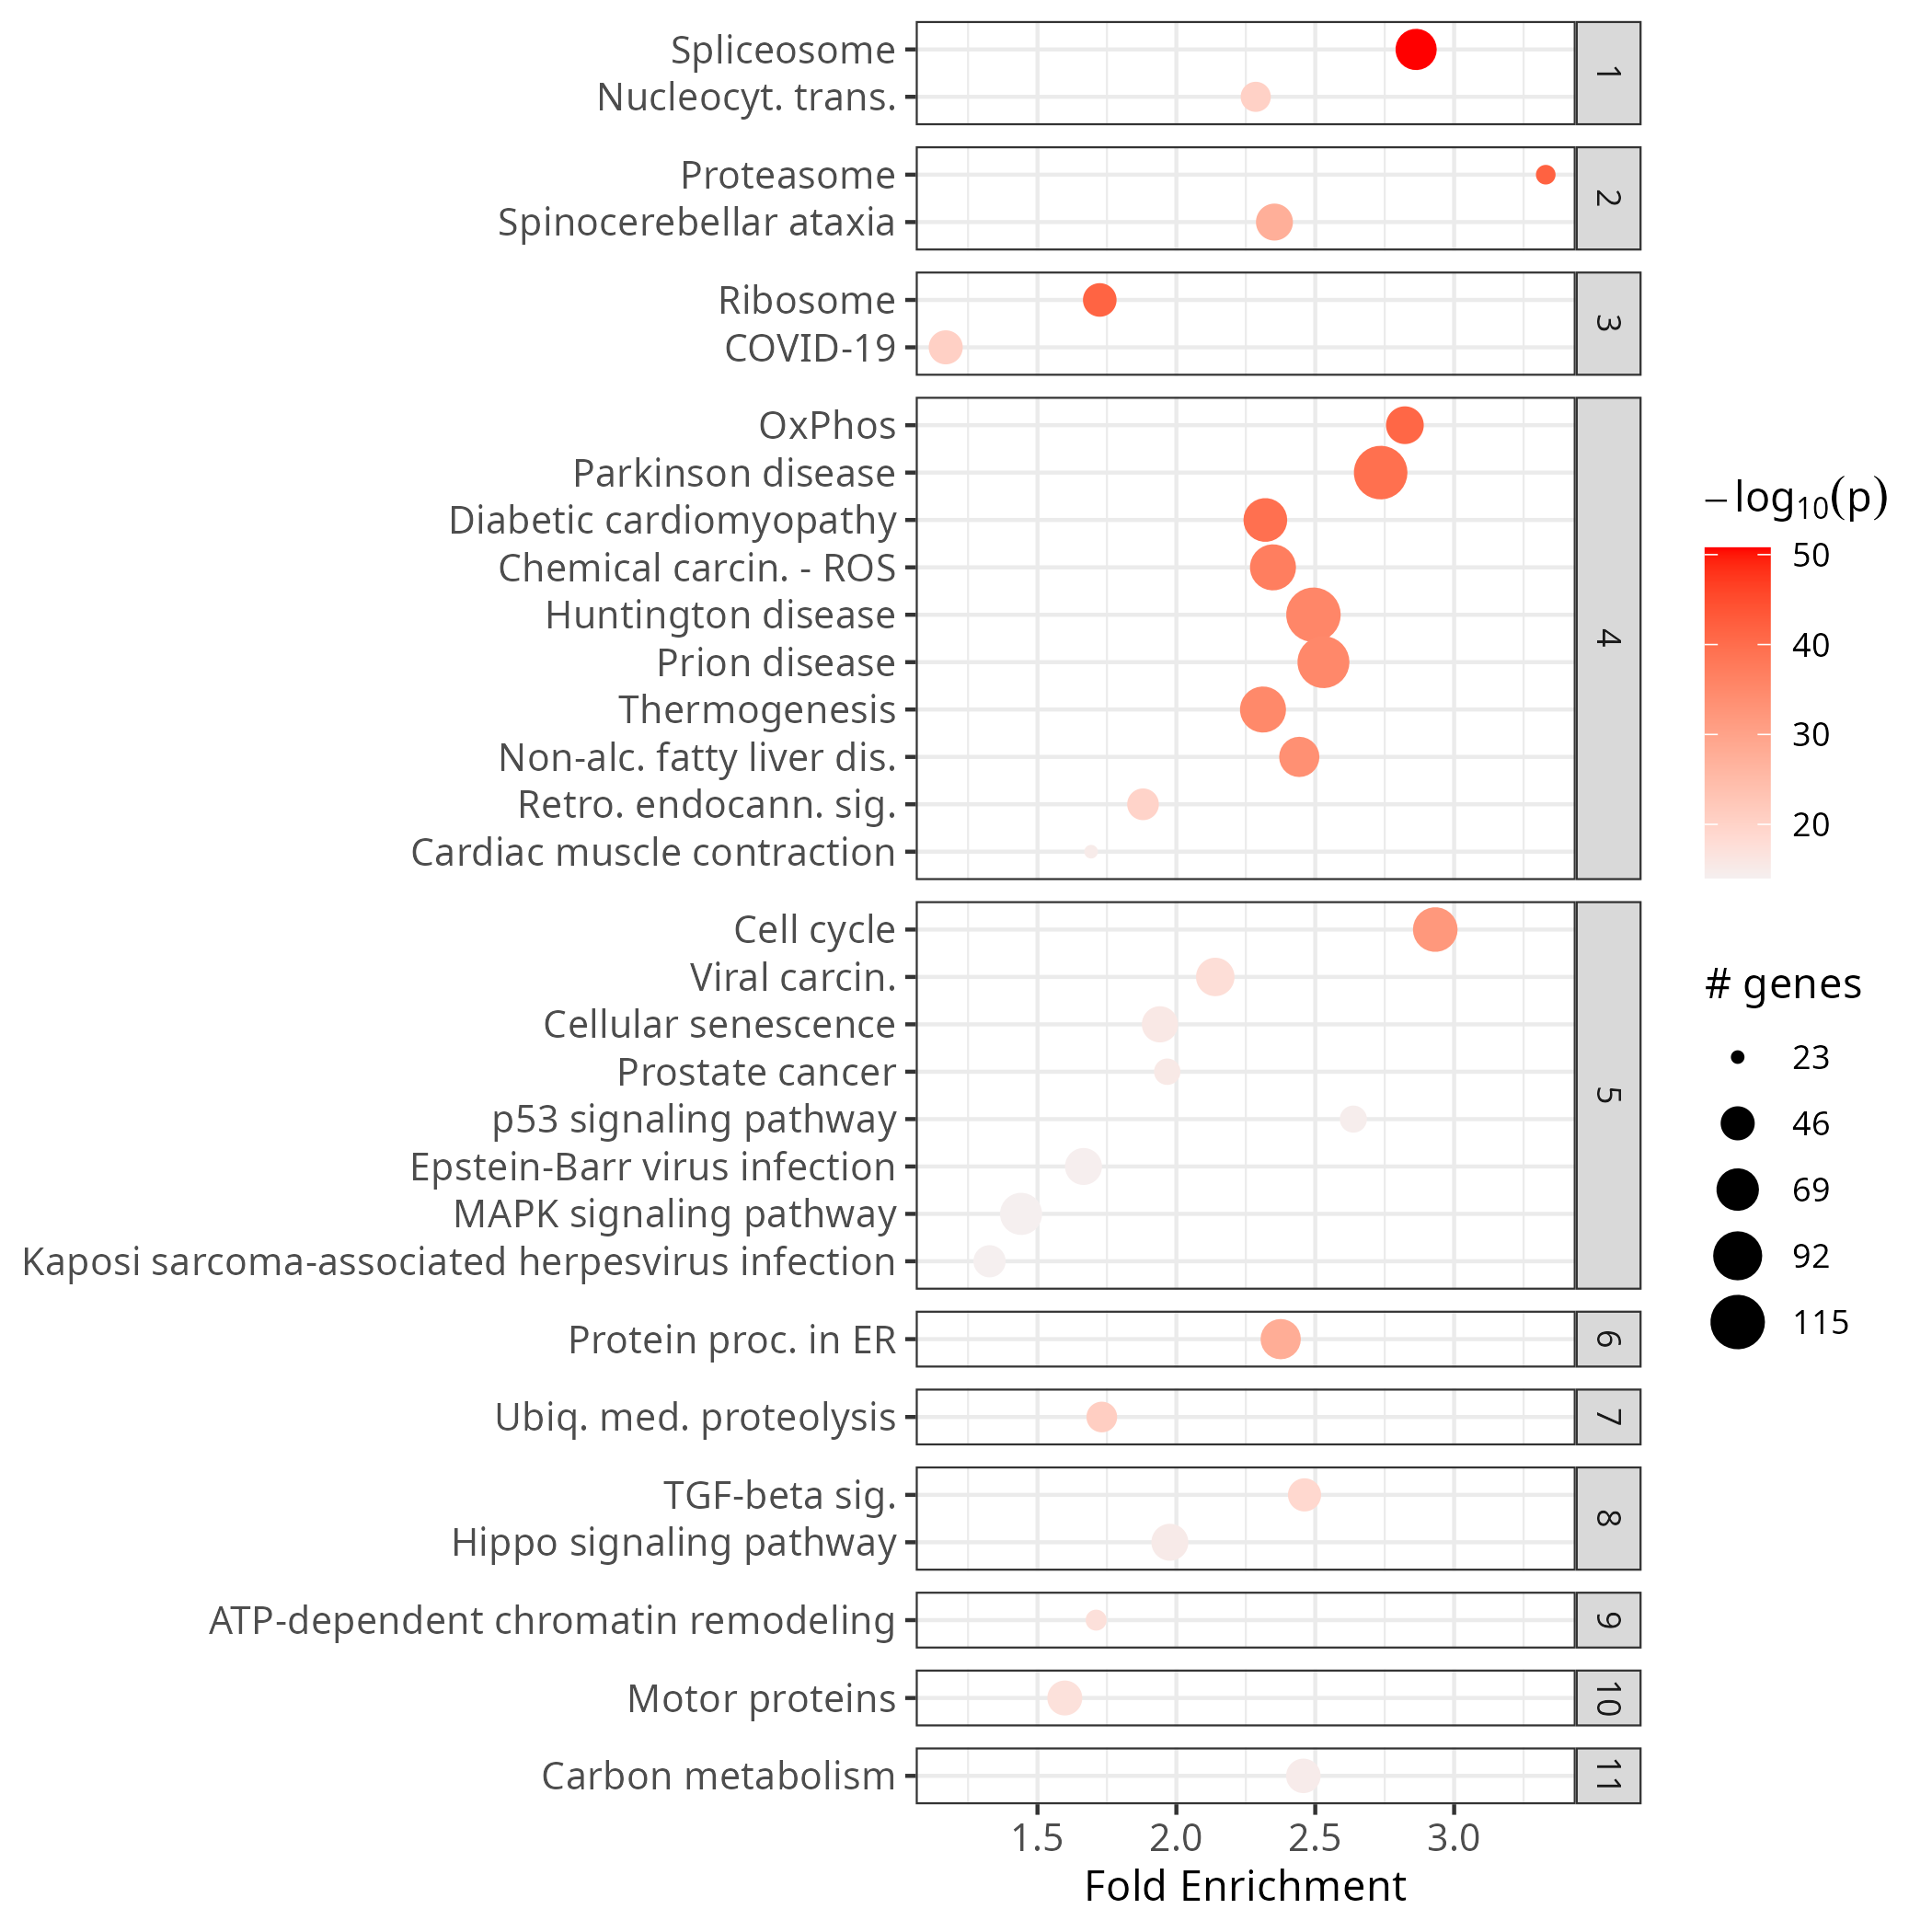 Spliceosome
Nucleocyt. trans.
1
Proteasome
Spinocerebellar ataxia
2
Ribosome
COVID-19
3
OxPhos
Parkinson disease
Diabetic cardiomyopathy
Chemical carcin. - ROS
Huntington disease
Prion disease
Thermogenesis
Non-alc. fatty liver dis.
Retro. endocann. sig.
Cardiac muscle contraction
4
Cell cycle
Viral carcin.
Cellular senescence
Prostate cancer
p53 signaling pathway
Epstein-Barr virus infection
MAPK signaling pathway
Kaposi sarcoma-associated herpesvirus infection
5
Protein proc. in ER
6
Ubiq. med. proteolysis
7
TGF-beta sig.
Hippo signaling pathway
8
ATP-dependent chromatin remodeling
9
Motor proteins
10
Carbon metabolism
11
1.5 2.0 2.5 3.0
Fold Enrichment
−log₁₀(p)
50
40
30
20
# genes
23
46
69
92
115